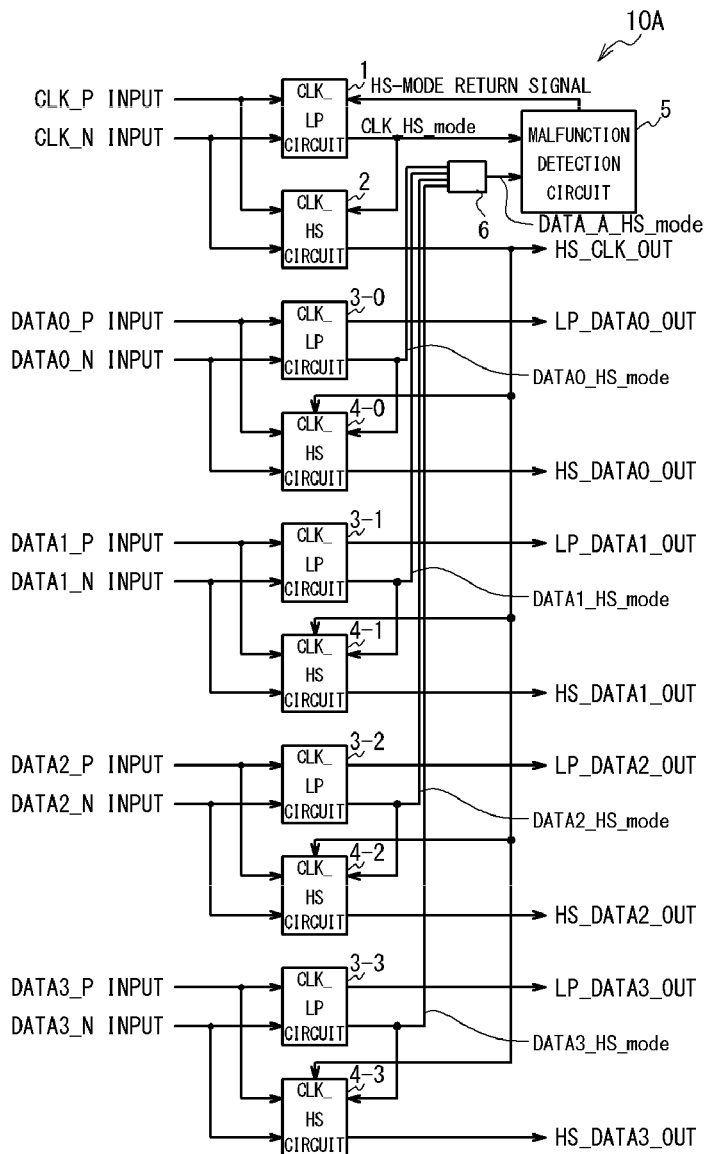 10A
1
HS-MODE RETURN SIGNAL
CLK_P INPUT
CLK_
LP
CIRCUIT
5
CLK_N INPUT
CLK_HS_mode
MALFUNCTION
DETECTION
CIRCUIT
2
CLK_
HS
CIRCUIT
6
DATA_A_HS_mode
HS_CLK_OUT
3-0
DATA0_P INPUT
CLK_
LP
CIRCUIT
LP_DATA0_OUT
DATA0_N INPUT
DATA0_HS_mode
4-0
CLK_
HS
CIRCUIT
HS_DATA0_OUT
3-1
DATA1_P INPUT
CLK_
LP
CIRCUIT
LP_DATA1_OUT
DATA1_N INPUT
DATA1_HS_mode
4-1
CLK_
HS
CIRCUIT
HS_DATA1_OUT
3-2
DATA2_P INPUT
CLK_
LP
CIRCUIT
LP_DATA2_OUT
DATA2_N INPUT
DATA2_HS_mode
4-2
CLK_
HS
CIRCUIT
HS_DATA2_OUT
3-3
DATA3_P INPUT
CLK_
LP
CIRCUIT
LP_DATA3_OUT
DATA3_N INPUT
DATA3_HS_mode
4-3
CLK_
HS
CIRCUIT
HS_DATA3_OUT